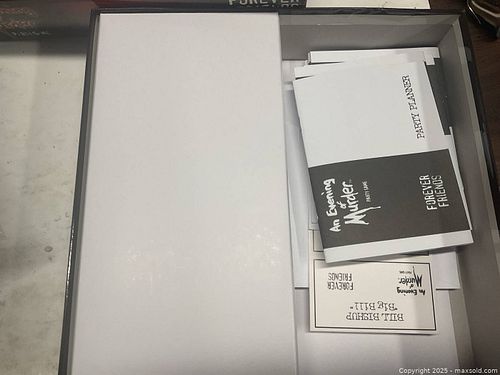 FOREVER
PARTY PLANNER
An Evening
of
Murder
PARTY GAME
FOREVER
FRIENDS
An Evening
of
Murder
PARTY GAME
FOREVER
FRIENDS
BILL BISHUP
"Big Bill"
Copyright 2025 - maxsold.com